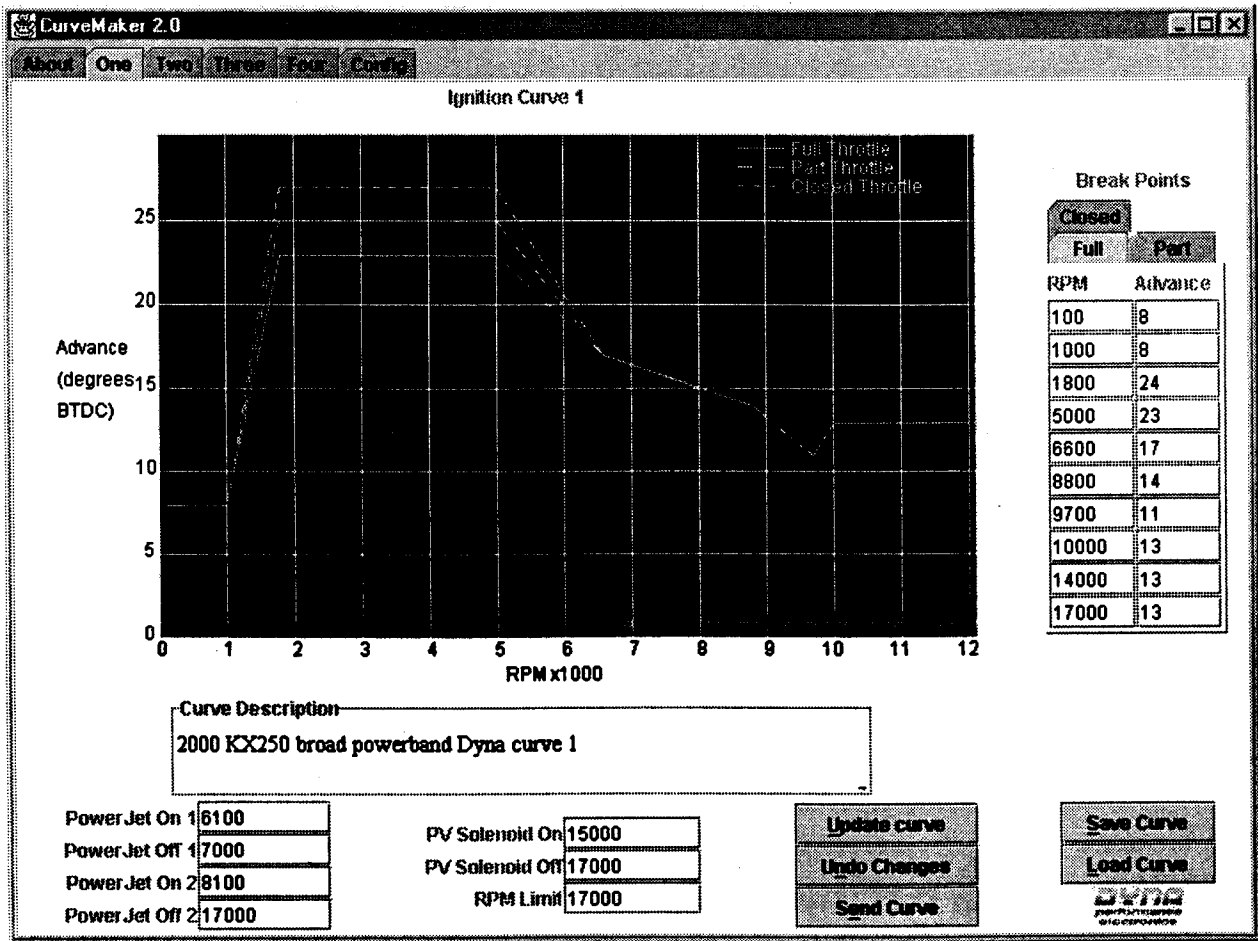 CurveMaker 2.0
About One Two Three Four Config
Ignition Curve 1
Full Throttle
Part Throttle
Closed Throttle
25
20
15
10
5
0
Advance
(degrees
BTDC)
0 1 2 3 4 5 6 7 8 9 10 11 12
RPM x1000
Break Points
Closed
Full Part
RPM Advance
100 8
1000 8
1800 24
5000 23
6600 17
8800 14
9700 11
10000 13
14000 13
17000 13
Curve Description
2000 KX250 broad powerband Dyna curve 1
PowerJet On 1 6100
PowerJet Off 1 7000
PowerJet On 2 8100
PowerJet Off 2 17000
PV Solenoid On 15000
PV Solenoid Off 17000
RPM Limit 17000
Update curve
Undo Changes
Send Curve
Save Curve
Load Curve
DYNA
performance
electronics